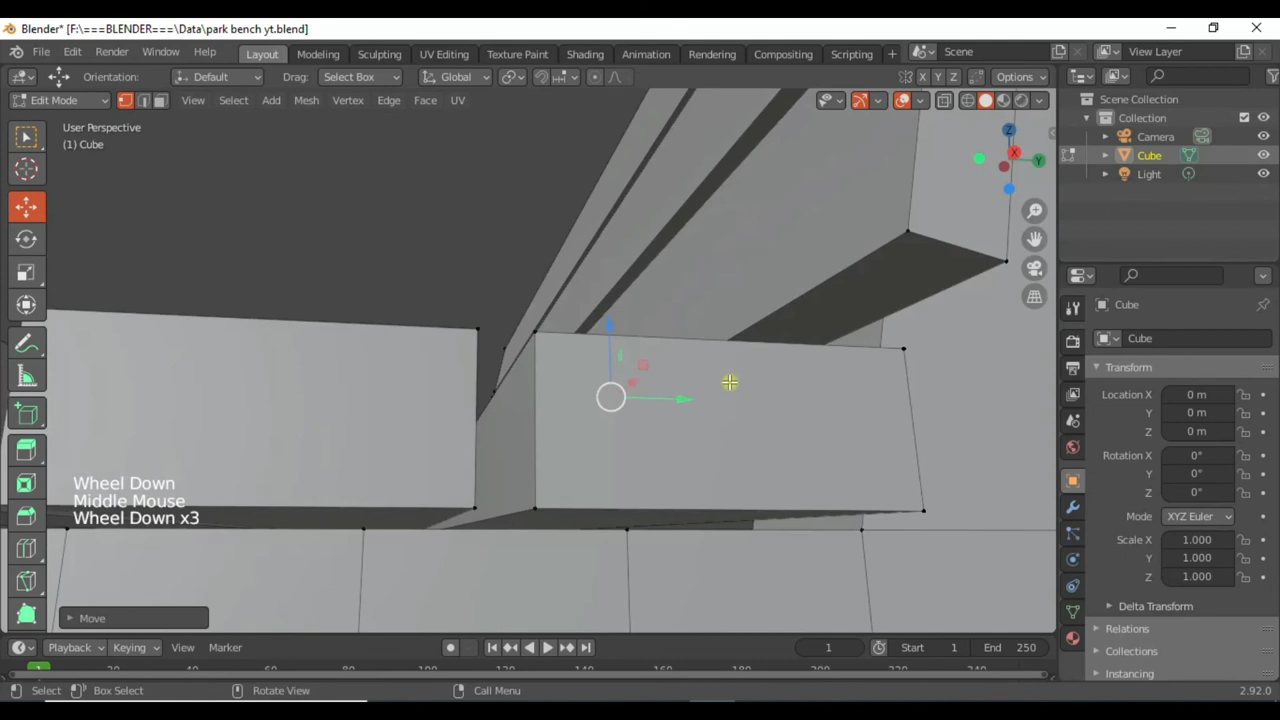 Blender* [F:\===BLENDER===\Data\park bench yt.blend]
File Edit Render Window Help Layout Modeling Sculpting UV Editing Texture Paint Shading Animation Rendering Compositing Scripting + Scene View Layer
Orientation: Default Drag: Select Box Global X Y Z Options
Edit Mode View Select Add Mesh Vertex Edge Face UV
Scene Collection
Collection
Camera
Cube
Light
User Perspective
(1) Cube
Z
X
Y
Cube
Cube
Transform
Location X 0 m
Y 0 m
Z 0 m
Rotation X 0°
Y 0°
Z 0°
Mode XYZ Euler
Scale X 1.000
Y 1.000
Z 1.000
Delta Transform
Relations
Collections
Instancing
Wheel Down
Middle Mouse
Wheel Down x3
Move
Playback Keying View Marker 1 Start 1 End 250
Select Box Select Rotate View Call Menu 2.92.0